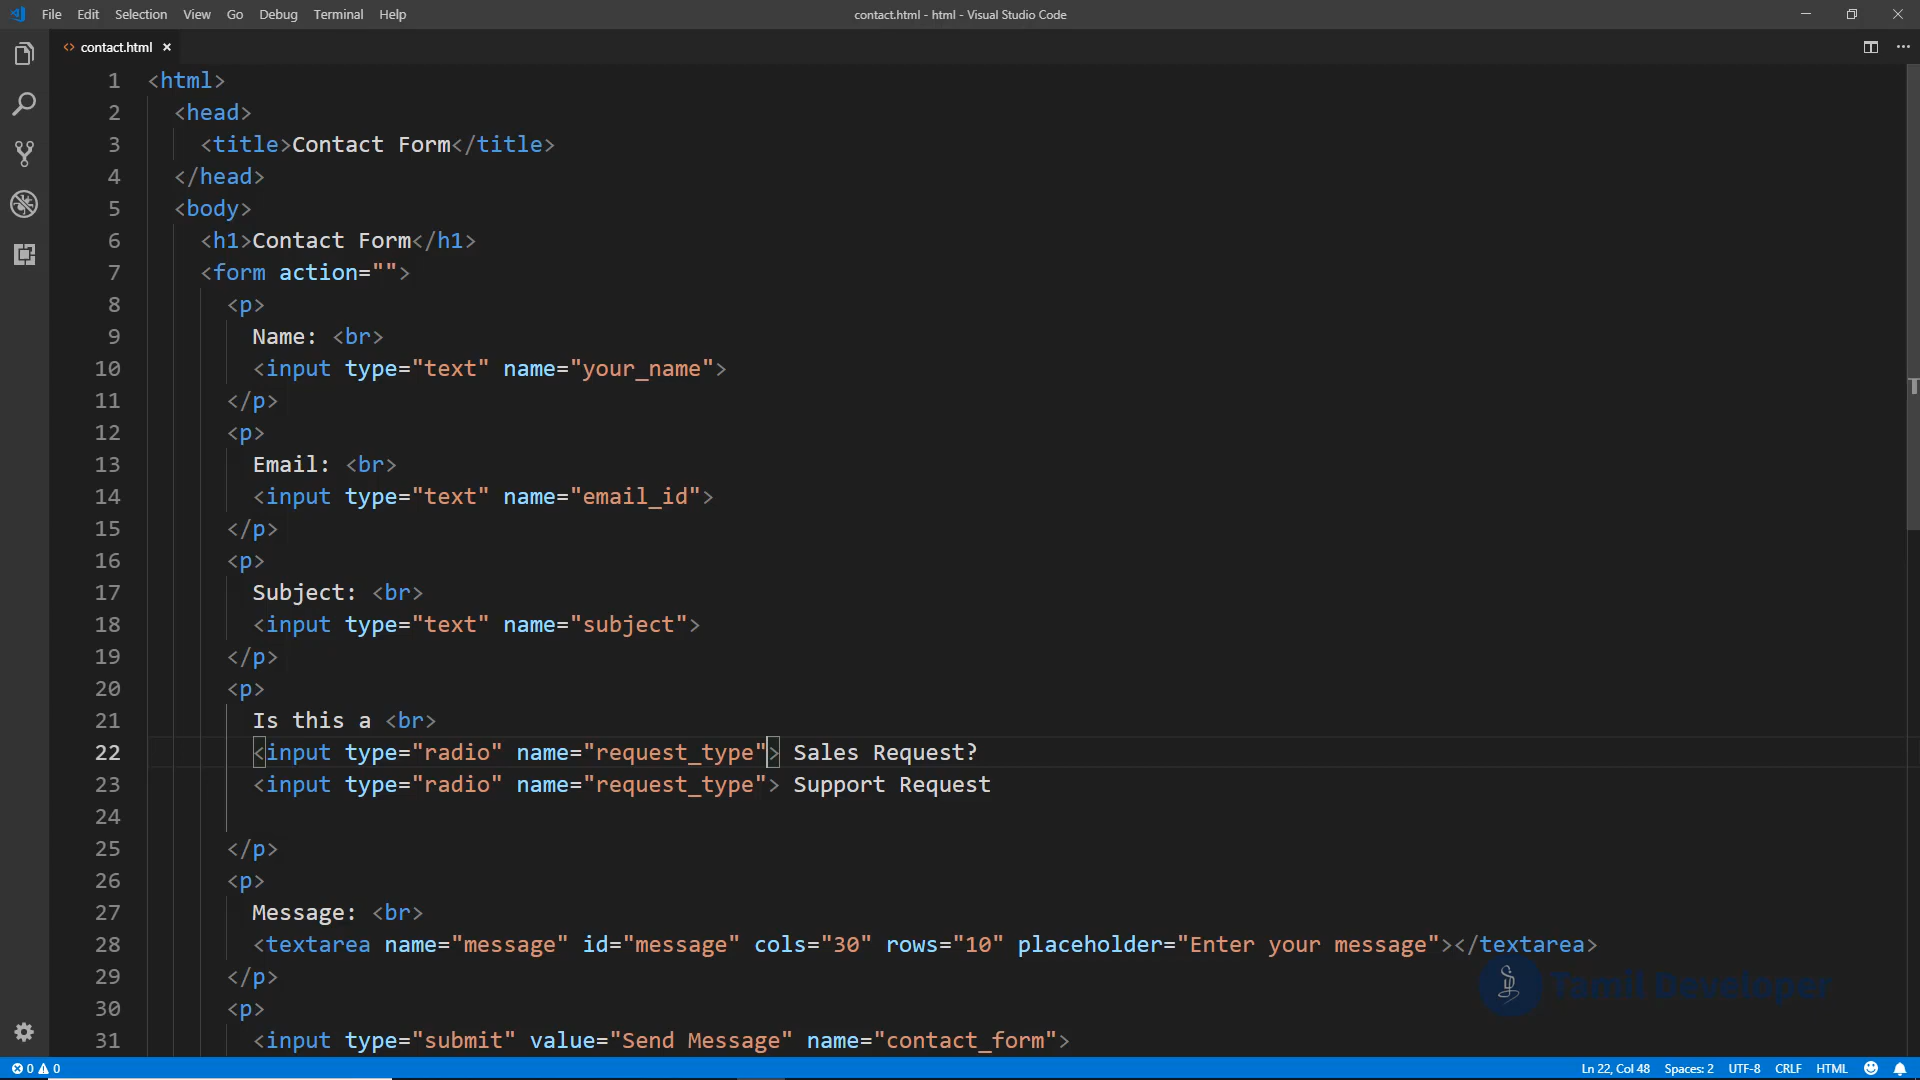 File Edit Selection View Go Debug Terminal Help
contact.html - html - Visual Studio Code
contact.html
1 <html>
2 <head>
3 <title>Contact Form</title>
4 </head>
5 <body>
6 <h1>Contact Form</h1>
7 <form action="">
8 <p>
9 Name: <br>
10 <input type="text" name="your_name">
11 </p>
12 <p>
13 Email: <br>
14 <input type="text" name="email_id">
15 </p>
16 <p>
17 Subject: <br>
18 <input type="text" name="subject">
19 </p>
20 <p>
21 Is this a <br>
22 <input type="radio" name="request_type"> Sales Request?
23 <input type="radio" name="request_type"> Support Request
24
25 </p>
26 <p>
27 Message: <br>
28 <textarea name="message" id="message" cols="30" rows="10" placeholder="Enter your message"></textarea>
29 </p>
Tamil Developer
30 <p>
31 <input type="submit" value="Send Message" name="contact_form">
0 0
Ln 22, Col 48 Spaces: 2 UTF-8 CRLF HTML